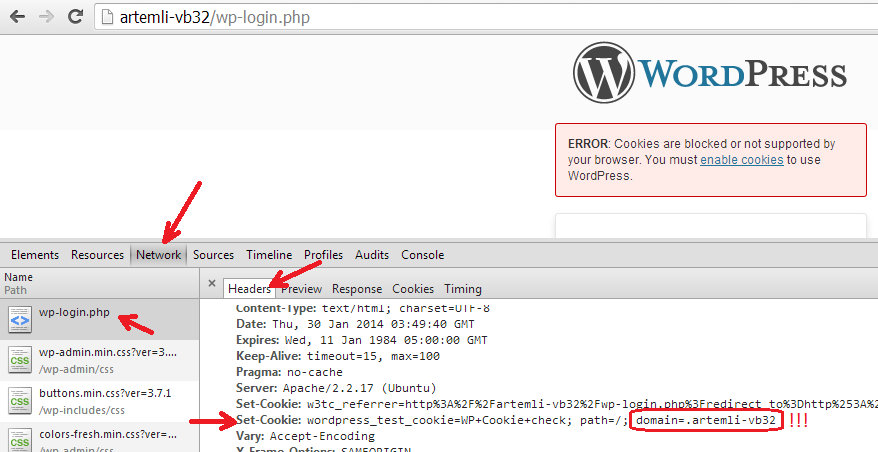 artemli-vb32/wp-login.php
WORDPRESS
ERROR: Cookies are blocked or not supported by
your browser. You must enable cookies to use
WordPress.
Elements Resources Network Sources Timeline Profiles Audits Console
Name
Path
× Headers Preview Response Cookies Timing
wp-login.php
wp-admin.min.css?ver=3....
/wp-admin/css
buttons.min.css?ver=3.7.1
/wp-includes/css
colors-fresh.min.css?ver=...
/wp-admin/css
Content-Type: text/html; charset=UTF-8
Date: Thu, 30 Jan 2014 03:49:40 GMT
Expires: Wed, 11 Jan 1984 05:00:00 GMT
Keep-Alive: timeout=15, max=100
Pragma: no-cache
Server: Apache/2.2.17 (Ubuntu)
Set-Cookie: w3tc_referrer=http%3A%2F%2Fartemli-vb32%2Fwp-login.php%3Fredirect_to%3Dhttp%253A%2
Set-Cookie: wordpress_test_cookie=WP+Cookie+check; path=/; domain=.artemli-vb32 !!!
Vary: Accept-Encoding
X-Frame-Options: SAMEORIGIN